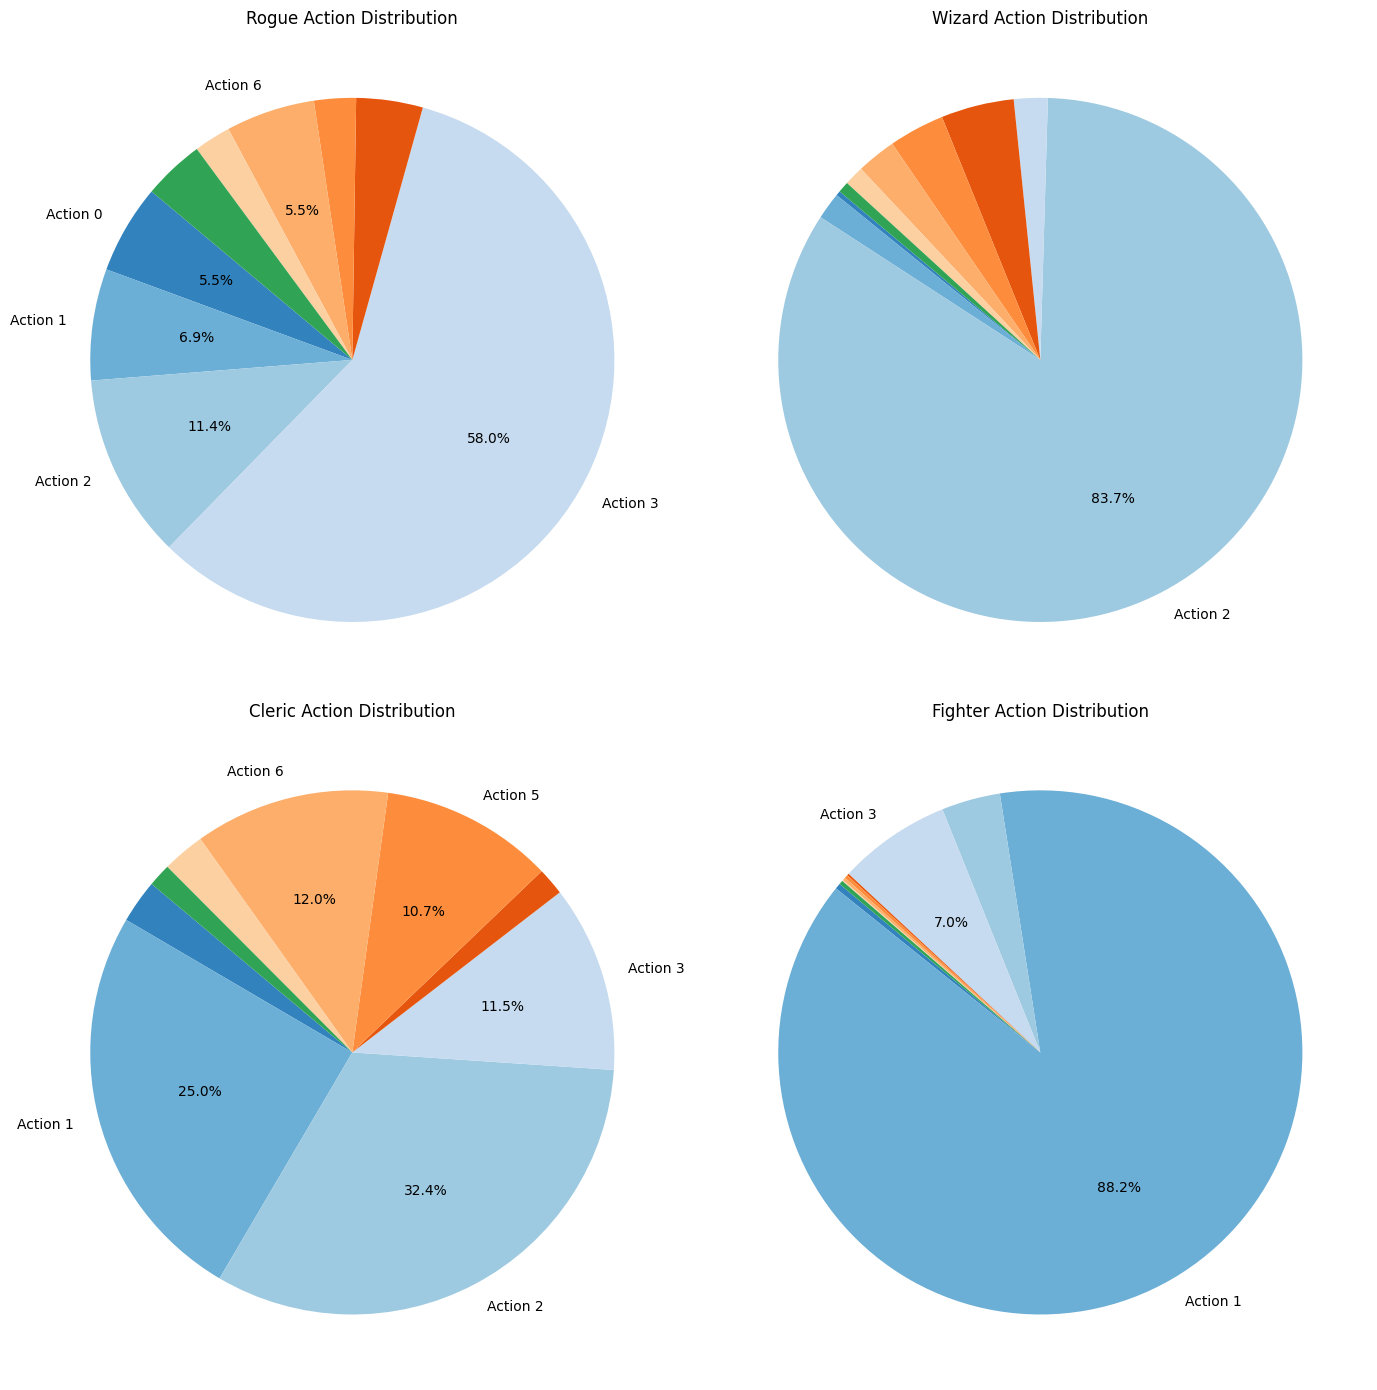 Rogue Action Distribution
Action 6
5.5%
Action 0
5.5%
Action 1
6.9%
11.4%
Action 2
58.0%
Action 3
Wizard Action Distribution
83.7%
Action 2
Cleric Action Distribution
Action 6
Action 5
12.0%
10.7%
Action 3
11.5%
25.0%
Action 1
32.4%
Action 2
Fighter Action Distribution
Action 3
7.0%
88.2%
Action 1